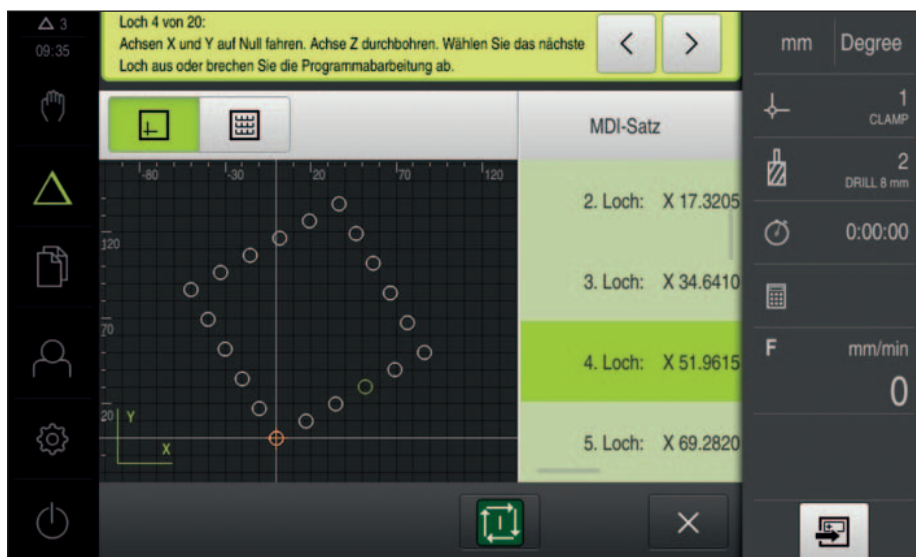 3
09:35
Loch 4 von 20:
Achsen X und Y auf Null fahren. Achse Z durchbohren. Wählen Sie das nächste
Loch aus oder brechen Sie die Programmabarbeitung ab.
mm Degree
1
CLAMP
2
DRILL 8 mm
0:00:00
F mm/min
0
MDI-Satz
2. Loch: X 17.3205
3. Loch: X 34.6410
4. Loch: X 51.9615
5. Loch: X 69.2820
-80 -30 20 70 120
120
70
20
Y
X